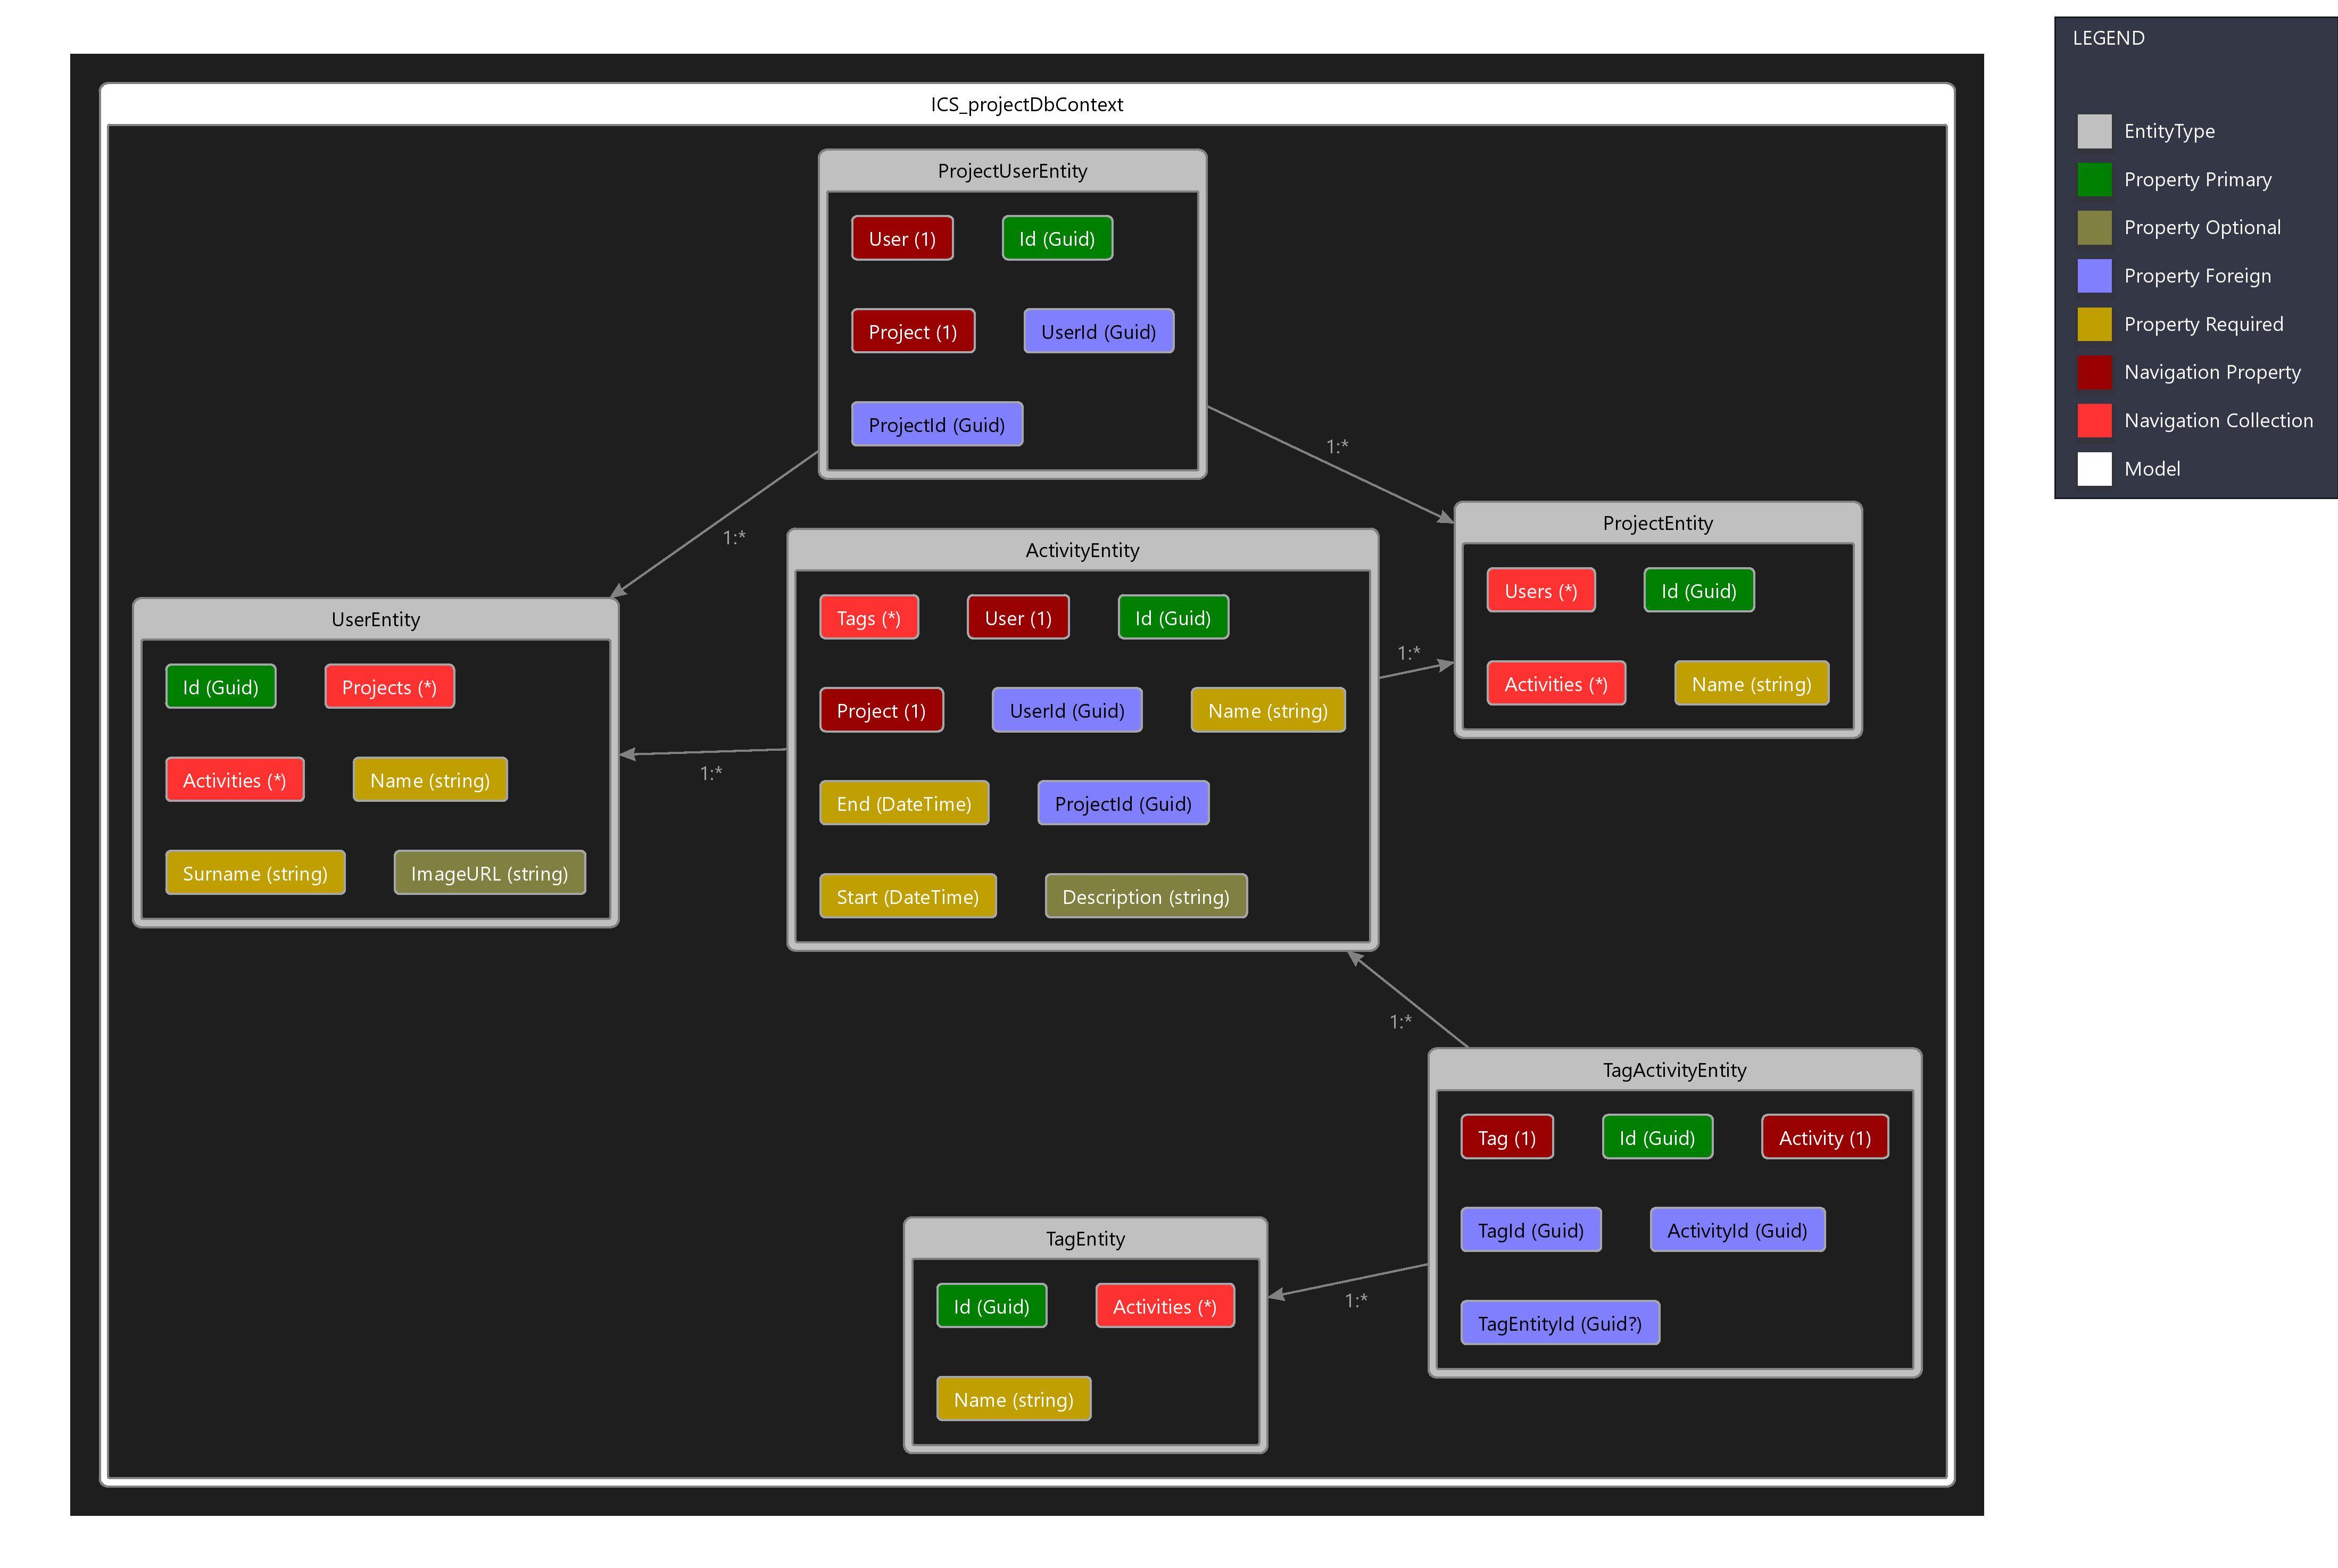 ICS_projectDbContext
ProjectUserEntity
User (1)
Id (Guid)
Project (1)
UserId (Guid)
ProjectId (Guid)
1:*
1:*
ProjectEntity
Users (*)
Id (Guid)
Activities (*)
Name (string)
ActivityEntity
Tags (*)
User (1)
Id (Guid)
Project (1)
UserId (Guid)
Name (string)
End (DateTime)
ProjectId (Guid)
Start (DateTime)
Description (string)
1:*
1:*
UserEntity
Id (Guid)
Projects (*)
Activities (*)
Name (string)
Surname (string)
ImageURL (string)
1:*
TagActivityEntity
Tag (1)
Id (Guid)
Activity (1)
TagId (Guid)
ActivityId (Guid)
TagEntityId (Guid?)
1:*
TagEntity
Id (Guid)
Activities (*)
Name (string)
LEGEND
EntityType
Property Primary
Property Optional
Property Foreign
Property Required
Navigation Property
Navigation Collection
Model